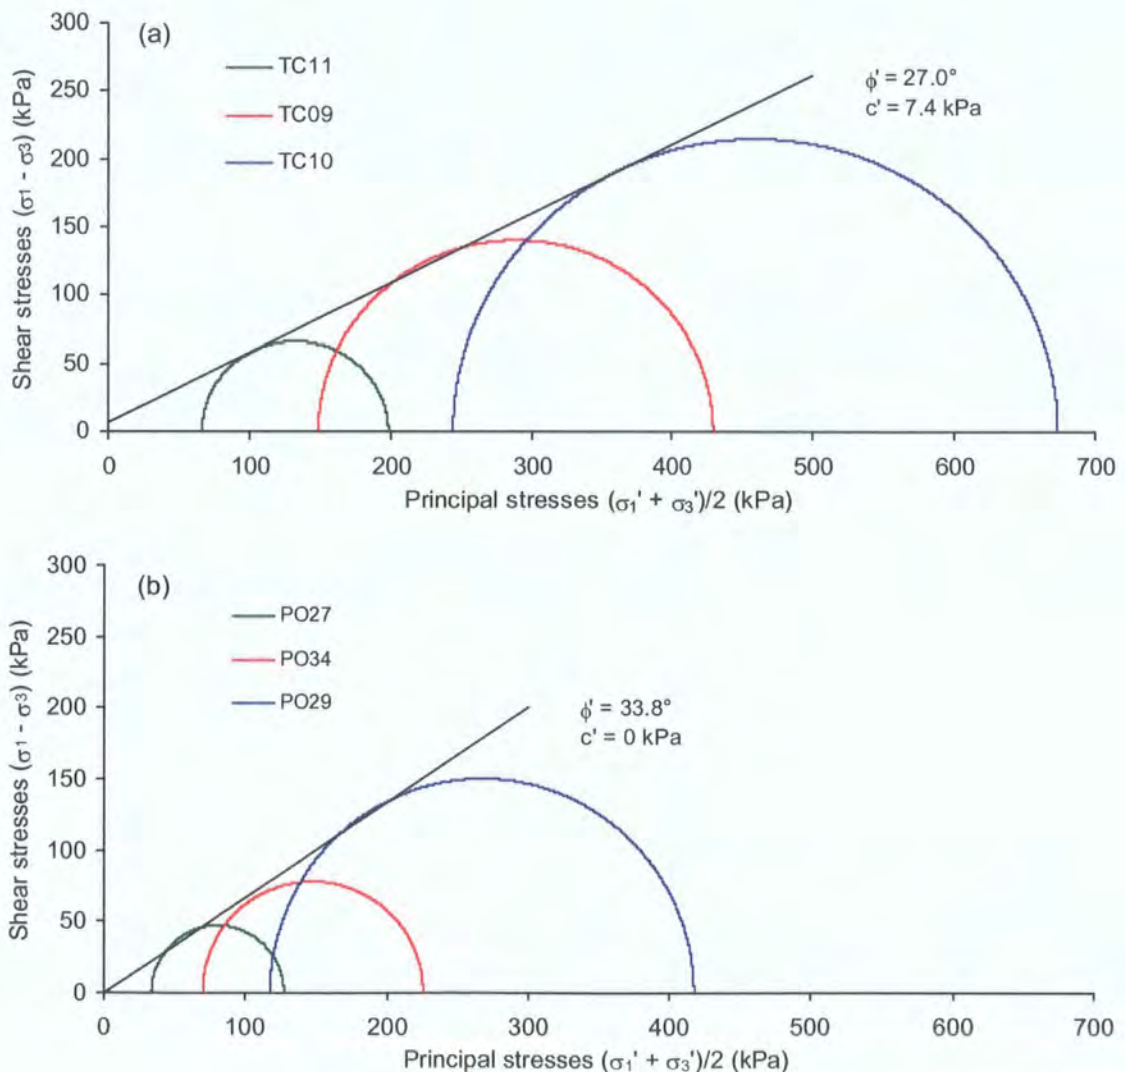 (a)
300
250
200
150
100
50
0
Shear stresses (σ1 - σ3) (kPa)
TC11
TC09
TC10
ϕ' = 27.0°
c' = 7.4 kPa
0 100 200 300 400 500 600 700
Principal stresses (σ₁' + σ₃')/2 (kPa)
(b)
300
250
200
150
100
50
0
Shear stresses (σ1 - σ3) (kPa)
PO27
PO34
PO29
ϕ' = 33.8°
c' = 0 kPa
0 100 200 300 400 500 600 700
Principal stresses (σ₁' + σ₃')/2 (kPa)